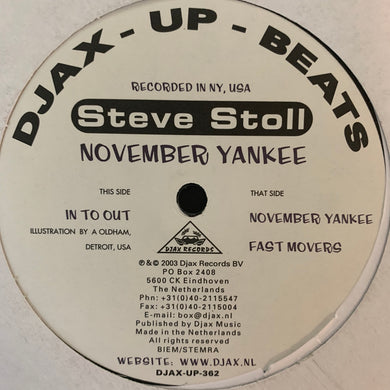 DJAX - UP - BEATS
RECORDED IN NY, USA
Steve Stoll
NOVEMBER YANKEE
THIS SIDE
IN TO OUT
ILLUSTRATION BY A OLDHAM,
DETROIT, USA
THAT SIDE
NOVEMBER YANKEE
FAST MOVERS
DJAX RECORDS
℗ & © 2003 Djax Records BV
PO Box 2408
5600 CK Eindhoven
The Netherlands
Phn: +31(0)40-2115547
Fax: +31(0)40-2115004
E-mail: box@djax.nl
Published by Djax Music
Made in the Netherlands
All rights reserved
BIEM/STEMRA
WEBSITE: WWW.DJAX.NL
DJAX-UP-362